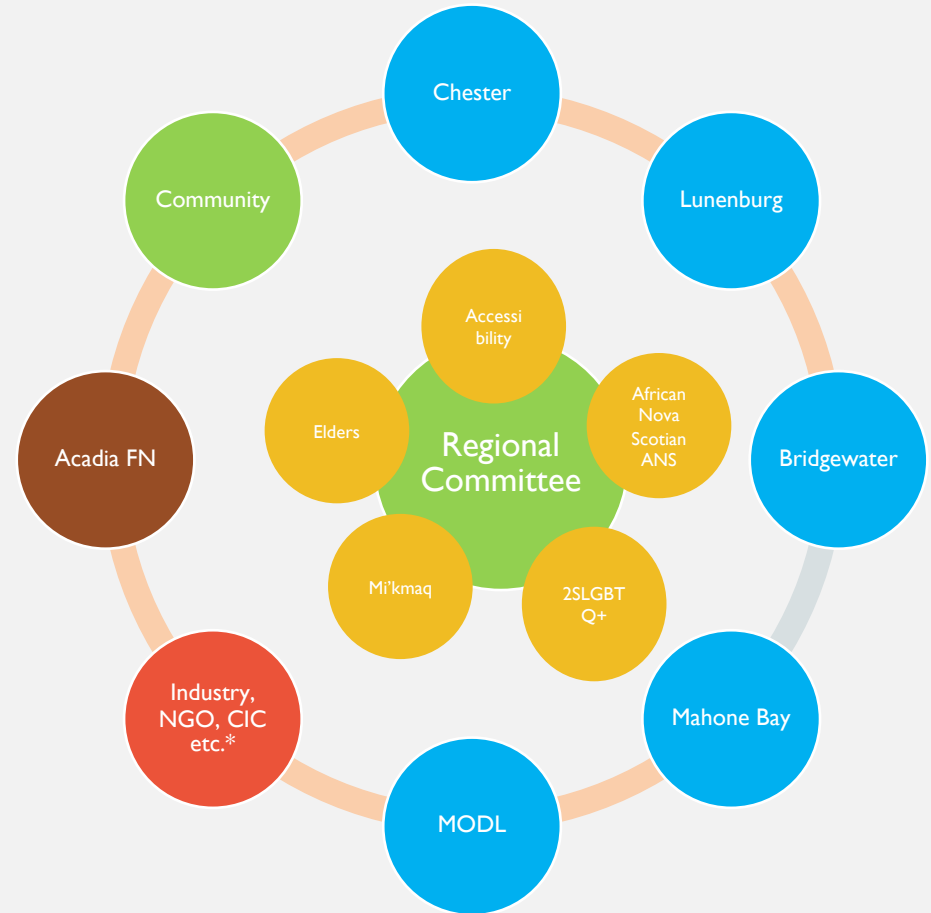 Chester
Lunenburg
Bridgewater
Mahone Bay
MODL
Industry,
NGO, CIC
etc.*
Acadia FN
Community
Regional
Committee
Accessi
bility
African
Nova
Scotian
ANS
2SLGBT
Q+
Mi’kmaq
Elders